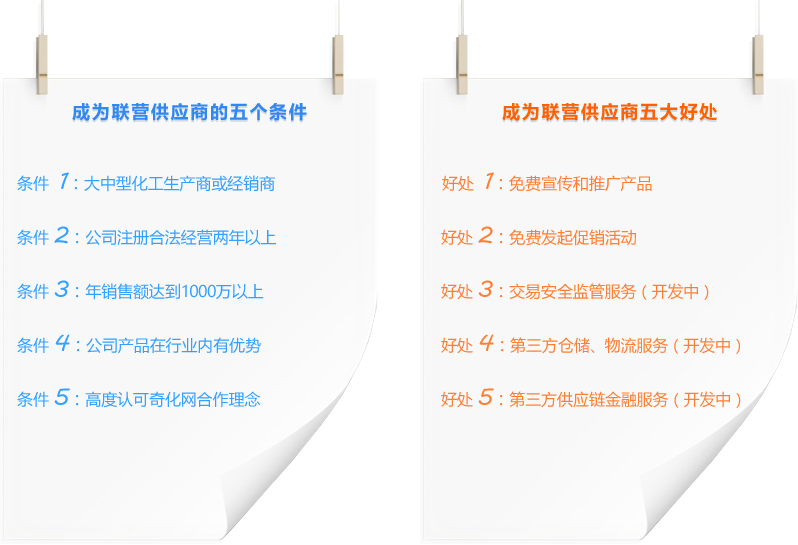 成为联营供应商的五个条件
条件 1：大中型化工生产商或经销商
条件 2：公司注册合法经营两年以上
条件 3：年销售额达到1000万以上
条件 4：公司产品在行业内有优势
条件 5：高度认可奇化网合作理念
成为联营供应商五大好处
好处 1：免费宣传和推广产品
好处 2：免费发起促销活动
好处 3：交易安全监管服务（开发中）
好处 4：第三方仓储、物流服务（开发中）
好处 5：第三方供应链金融服务（开发中）